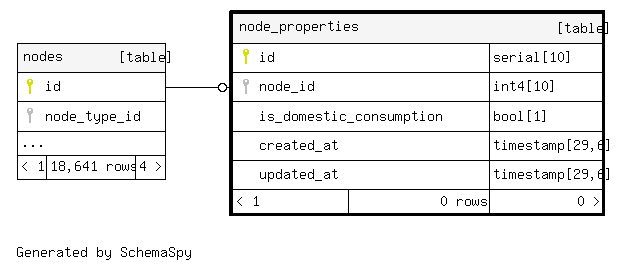 nodes [table]
id
node_type_id
...
< 1 18,641 rows 4 >
node_properties [table]
id serial[10]
node_id int4[10]
is_domestic_consumption bool[1]
created_at timestamp[29,6]
updated_at timestamp[29,6]
< 1 0 rows 0 >
Generated by SchemaSpy